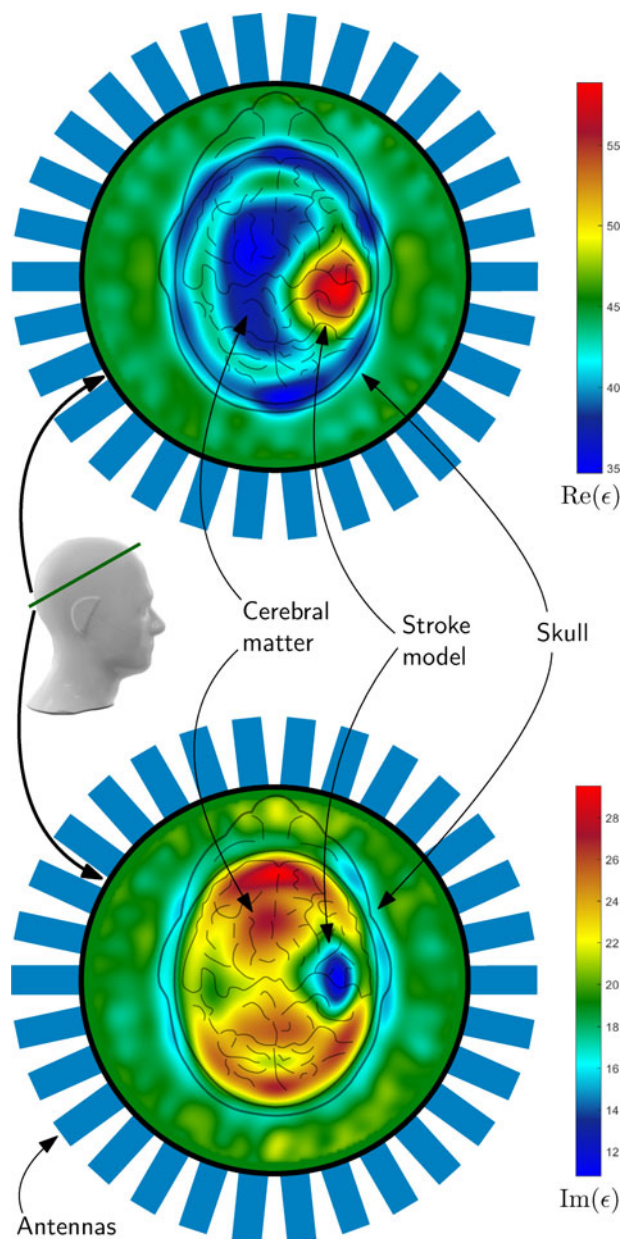 55
50
45
40
35
Re(ϵ)
Cerebral
matter
Stroke
model
Skull
28
26
24
22
20
18
16
14
12
Im(ϵ)
Antennas